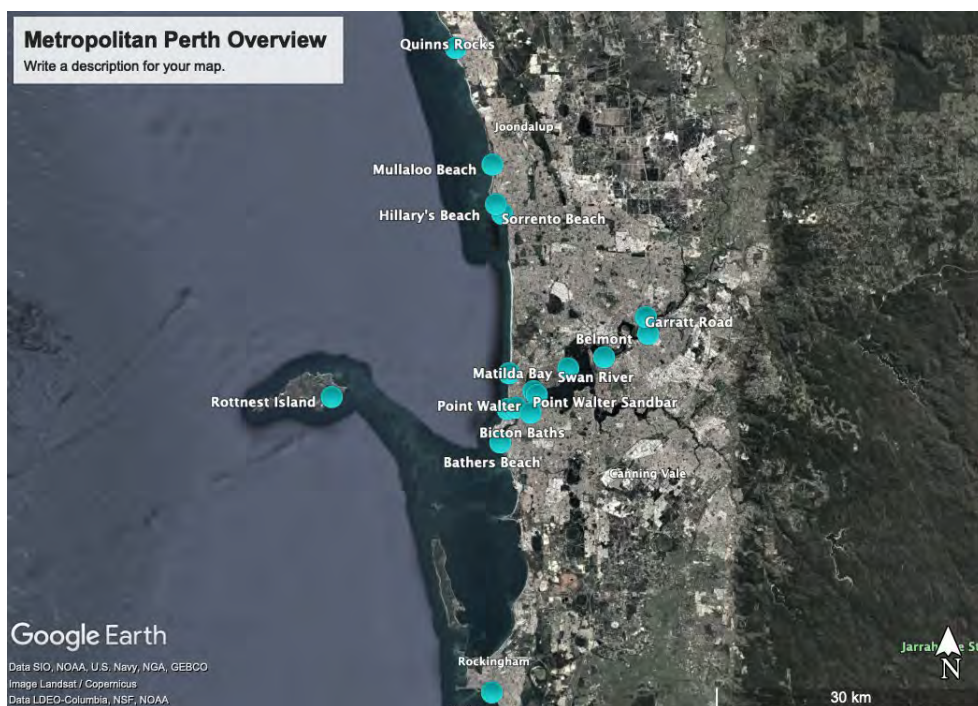 Metropolitan Perth Overview
Write a description for your map.
Quinns Rocks
Joondalup
Mullaloo Beach
Hillary's Beach
Sorrento Beach
Garratt Road
Belmont
Matilda Bay
Swan River
Rottnest Island
Point Walter
Point Walter Sandbar
Bicton Baths
Bathers Beach
Canning Vale
Google Earth
Rockingham
N
Data SIO, NOAA, U.S. Navy, NGA, GEBCO
Image Landsat / Copernicus
Data LDEO-Columbia, NSF, NOAA
30 km